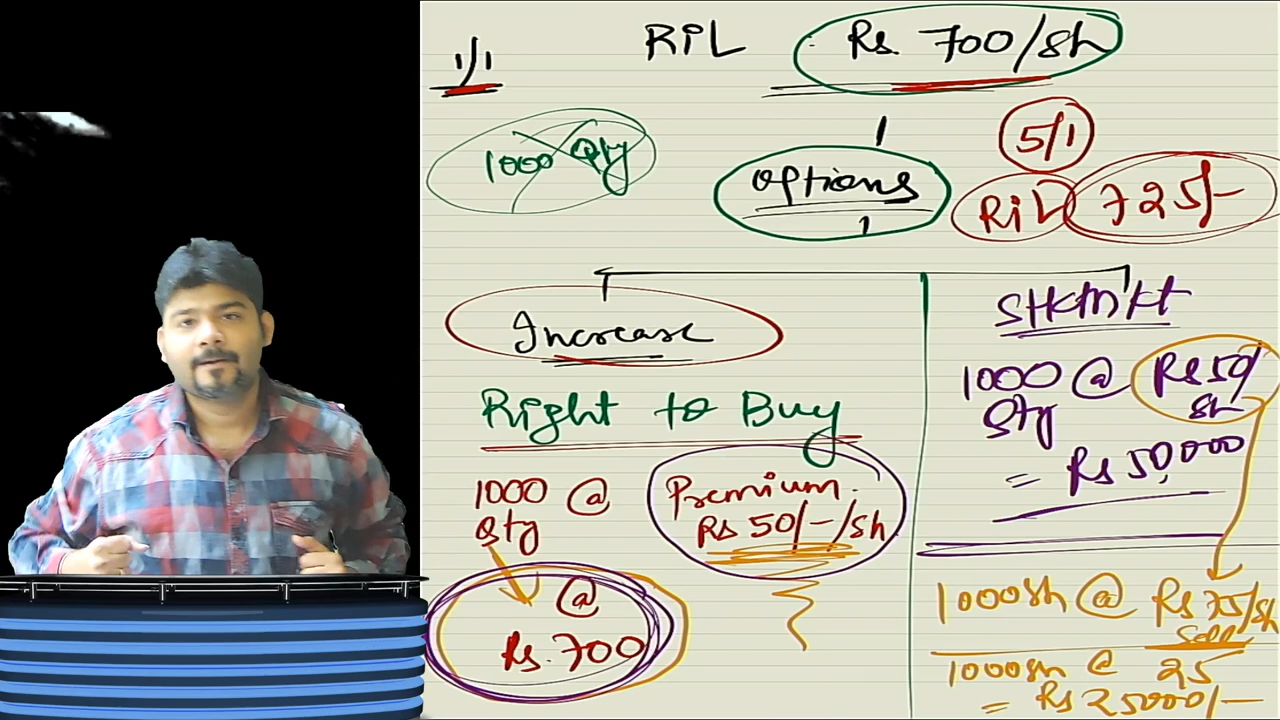 1/1
RiL Rs. 700/sh
1000 Qty
Options
5/1
RiL 725/-
Increase
Right to Buy
1000 @
Qty
Premium.
Rs 50/-/sh
@
Rs. 700
SHKMKt
1000 @ Rs 50/
Qty sh
= Rs 50,000
1000sh @ Rs 75/sh
Sell
1000sh @ 25
= Rs 25000/-